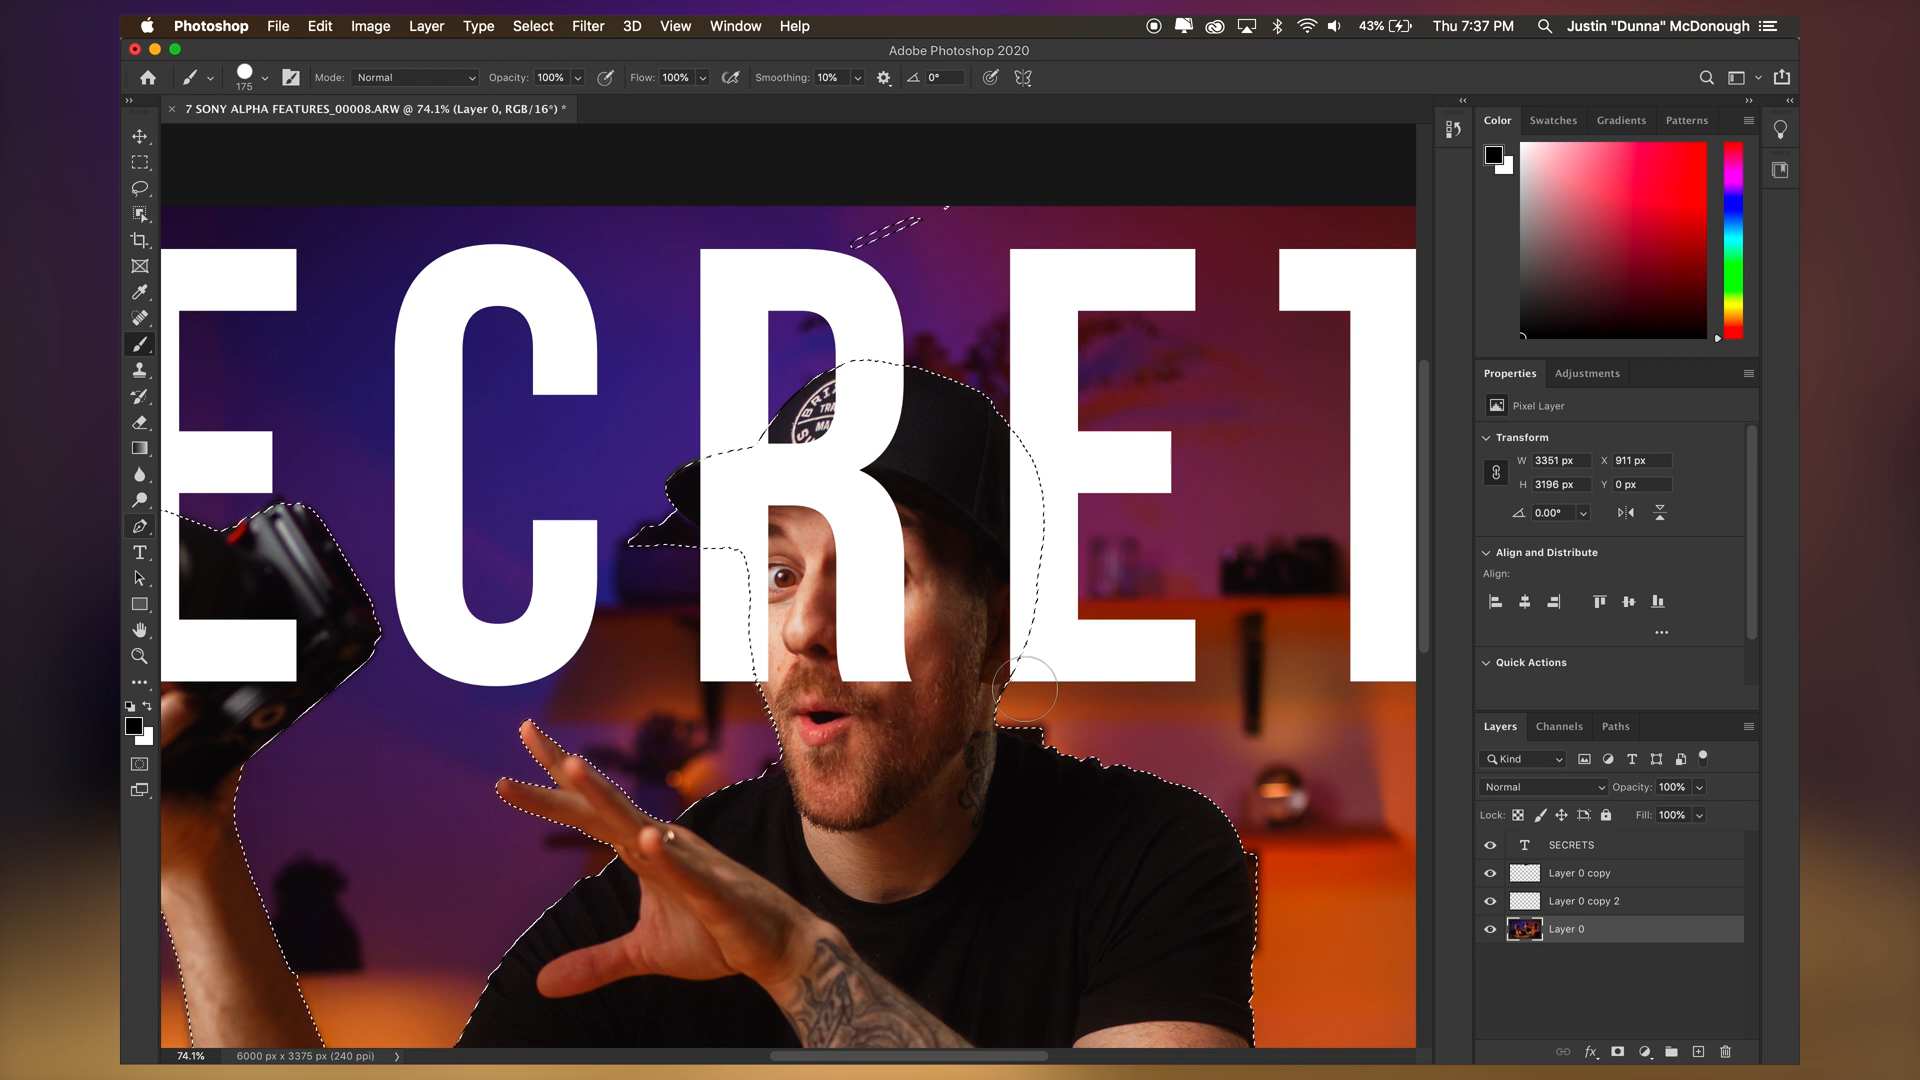 Photoshop File Edit Image Layer Type Select Filter 3D View Window Help 43% Thu 7:37 PM Justin "Dunna" McDonough
Adobe Photoshop 2020
175 Mode: Normal Opacity: 100% Flow: 100% Smoothing: 10% 0°
7 SONY ALPHA FEATURES_00008.ARW @ 74.1% (Layer 0, RGB/16*) *
Color Swatches Gradients Patterns
ECRET
BRI
TRA
MA
Properties Adjustments
Pixel Layer
Transform
W 3351 px X 911 px
H 3196 px Y 0 px
0.00°
Align and Distribute
Align:
Quick Actions
Layers Channels Paths
Kind
Normal Opacity: 100%
Lock: Fill: 100%
SECRETS
Layer 0 copy
Layer 0 copy 2
Layer 0
74.1% 6000 px x 3375 px (240 ppi)